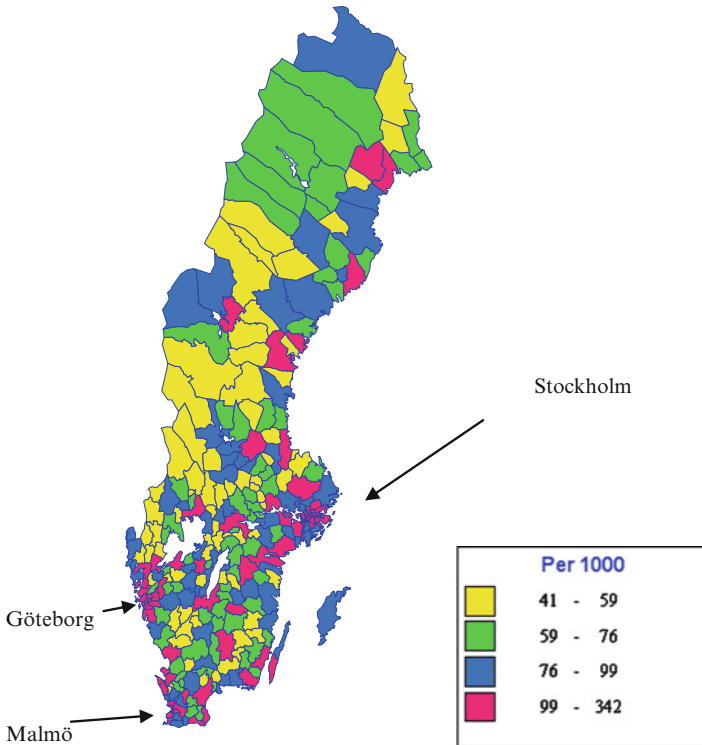 Stockholm
Göteborg
Malmö
Per 1000
41 - 59
59 - 76
76 - 99
99 - 342